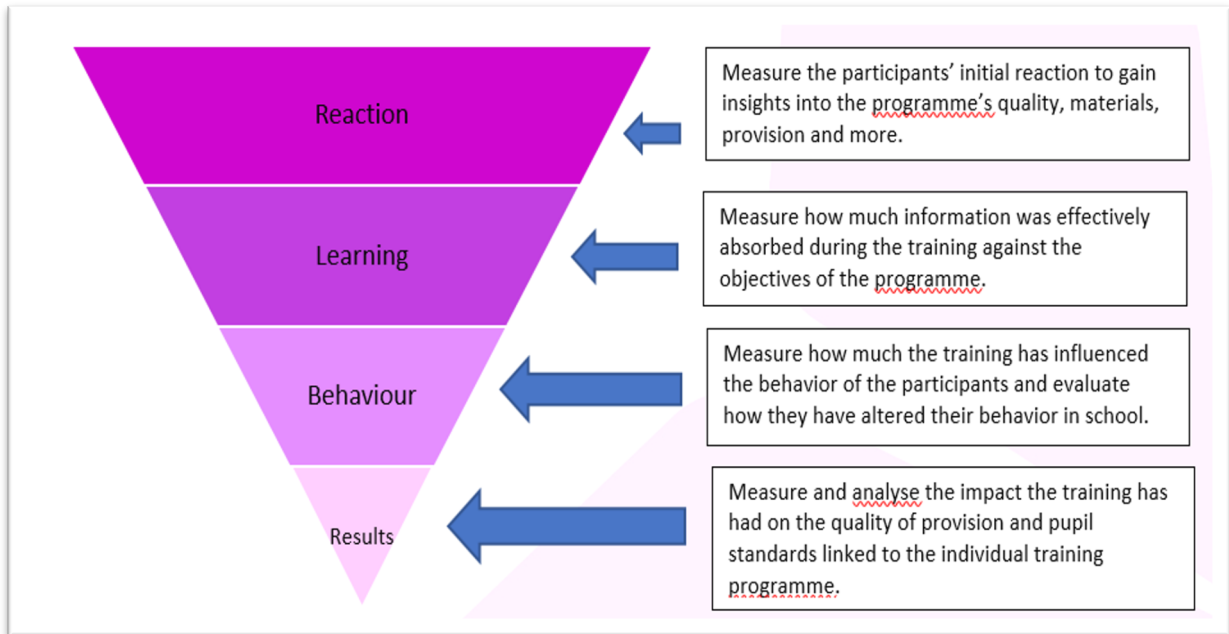 Reaction
Measure the participants’ initial reaction to gain
insights into the programme’s quality, materials,
provision and more.
Learning
Measure how much information was effectively
absorbed during the training against the
objectives of the programme.
Behaviour
Measure how much the training has influenced
the behavior of the participants and evaluate
how they have altered their behavior in school.
Results
Measure and analyse the impact the training has
had on the quality of provision and pupil
standards linked to the individual training
programme.